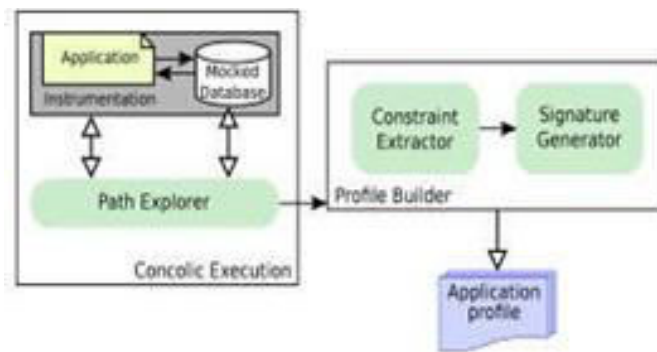 Application
Mocked
Database
Instrumentation
Path Explorer
Concolic Execution
Constraint
Extractor
Signature
Generator
Profile Builder
Application
profile